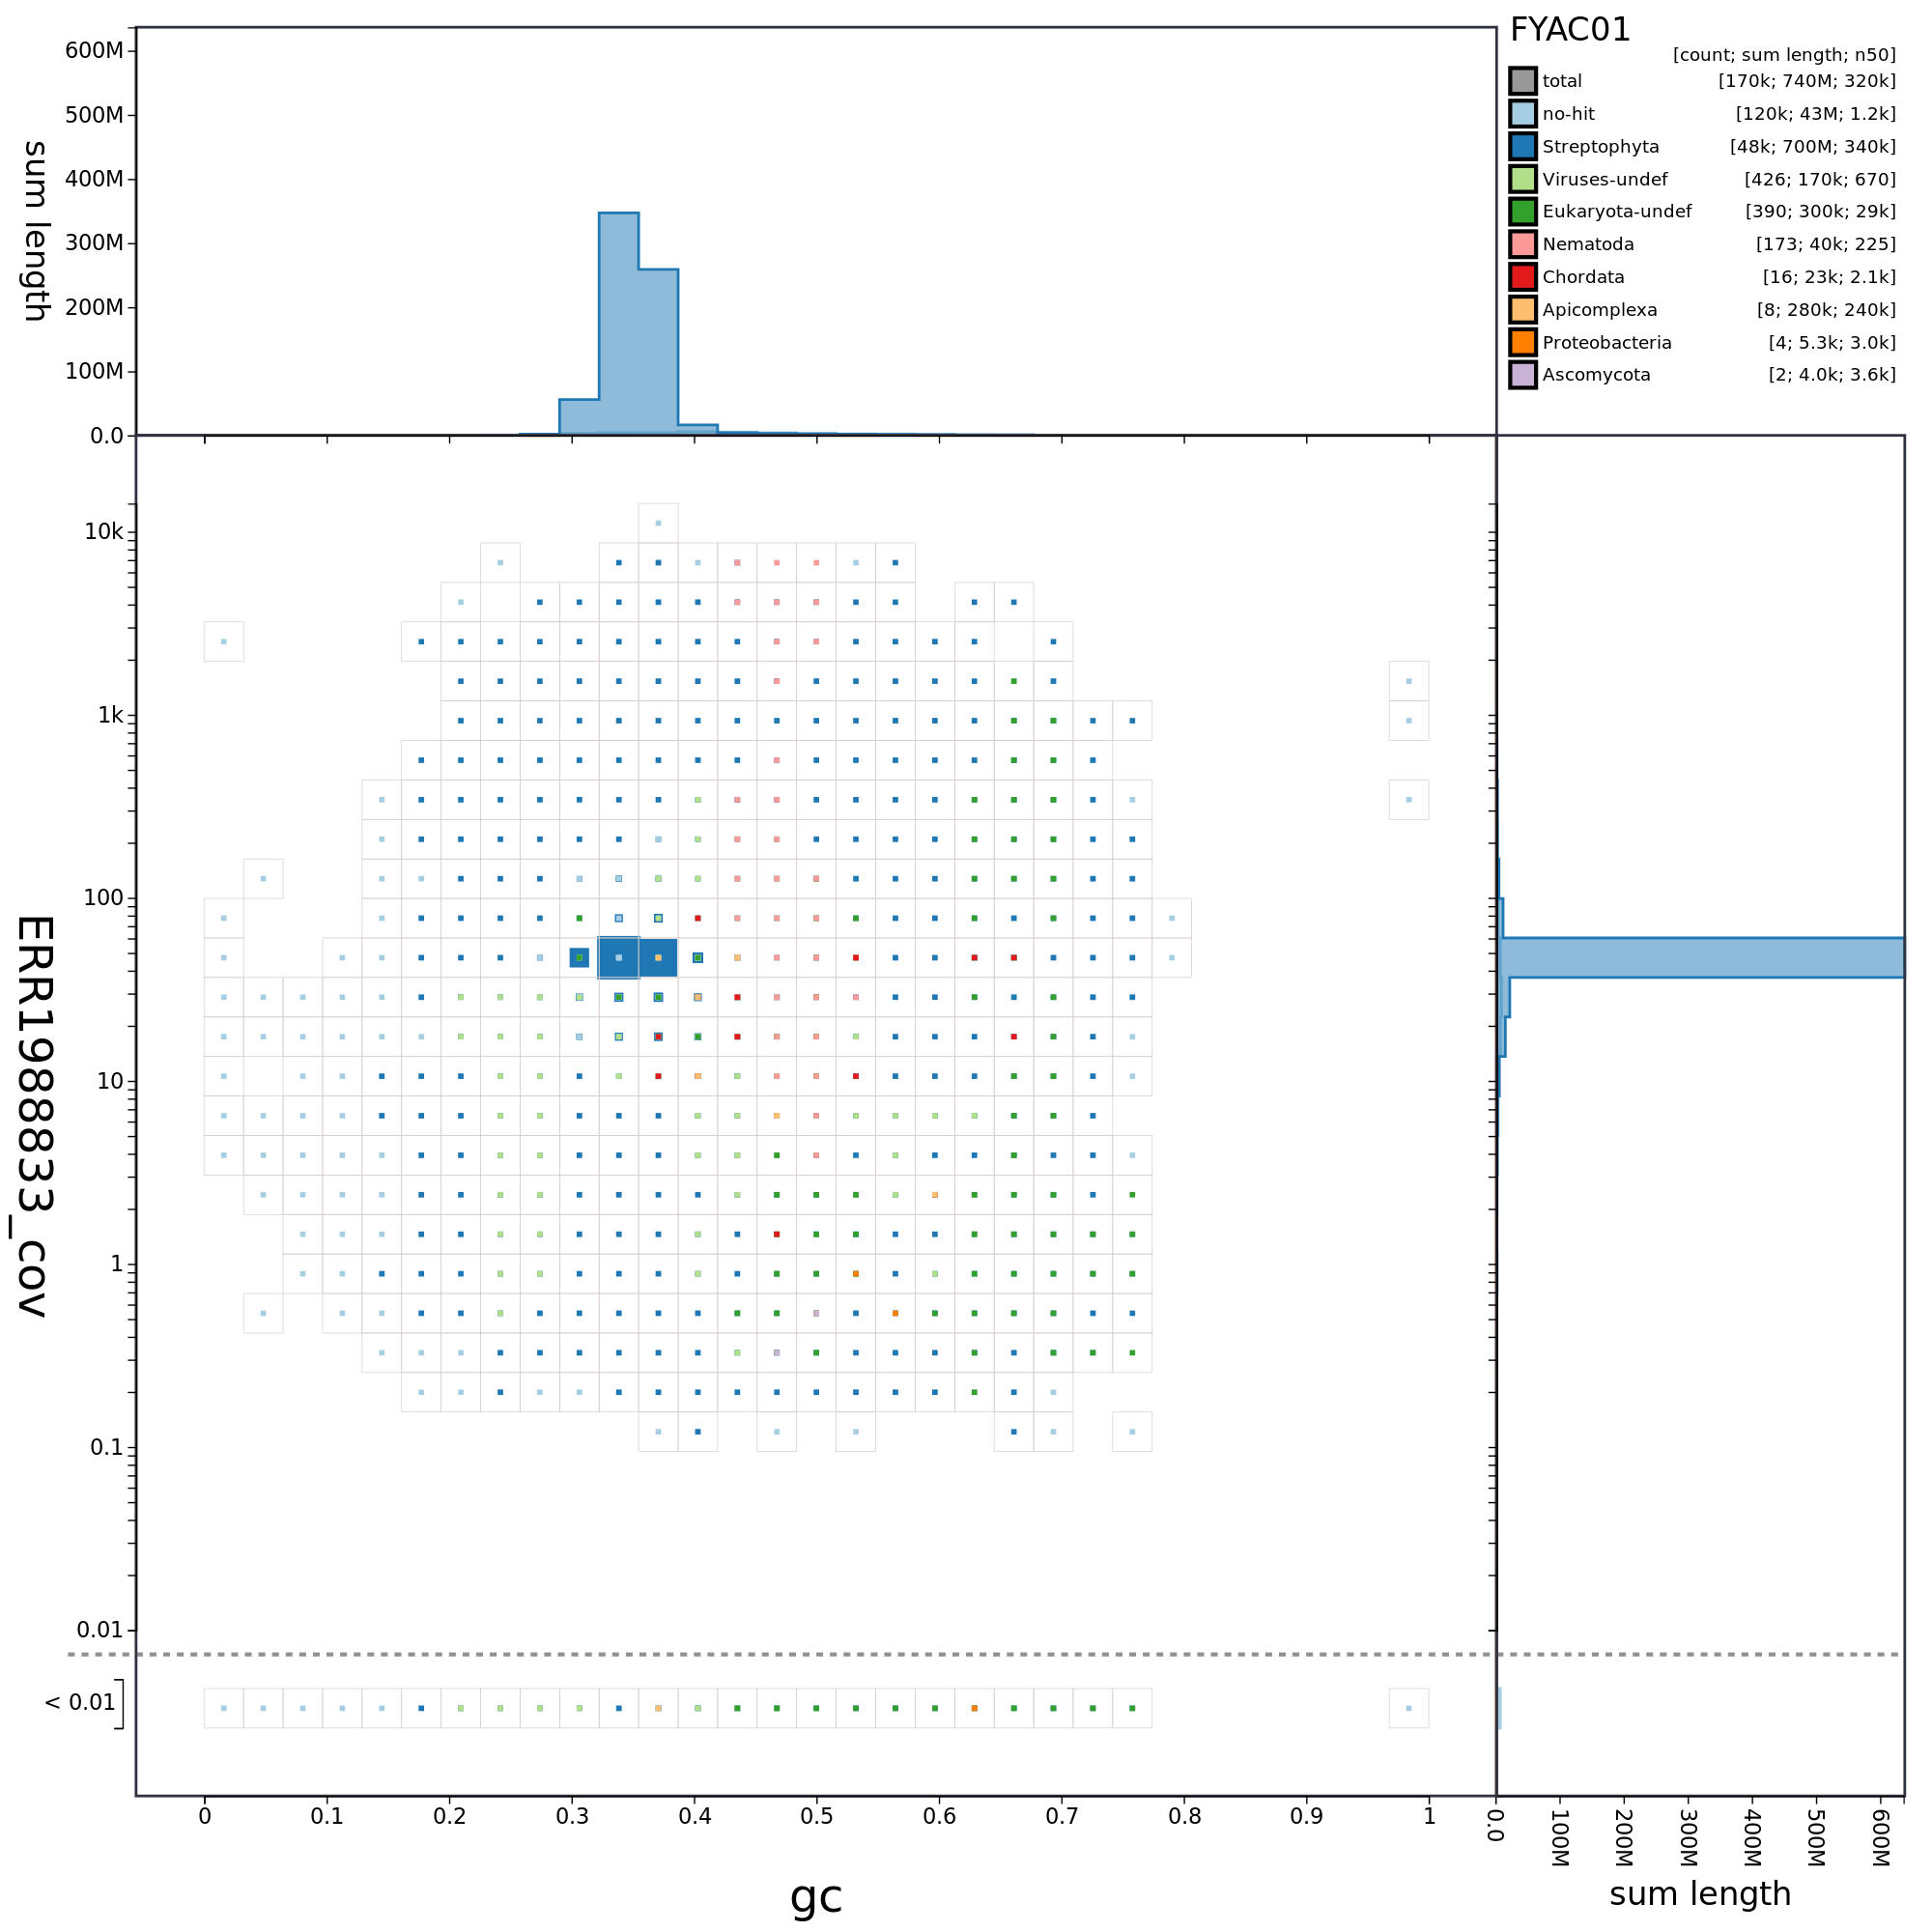 FYAC01
[count; sum length; n50]
total [170k; 740M; 320k]
no-hit [120k; 43M; 1.2k]
Streptophyta [48k; 700M; 340k]
Viruses-undef [426; 170k; 670]
Eukaryota-undef [390; 300k; 29k]
Nematoda [173; 40k; 225]
Chordata [16; 23k; 2.1k]
Apicomplexa [8; 280k; 240k]
Proteobacteria [4; 5.3k; 3.0k]
Ascomycota [2; 4.0k; 3.6k]
sum length
600M
500M
400M
300M
200M
100M
0.0
ERR1988833_cov
10k
1k
100
10
1
0.1
0.01
< 0.01
0 0.1 0.2 0.3 0.4 0.5 0.6 0.7 0.8 0.9 1
gc
0.0 100M 200M 300M 400M 500M 600M
sum length